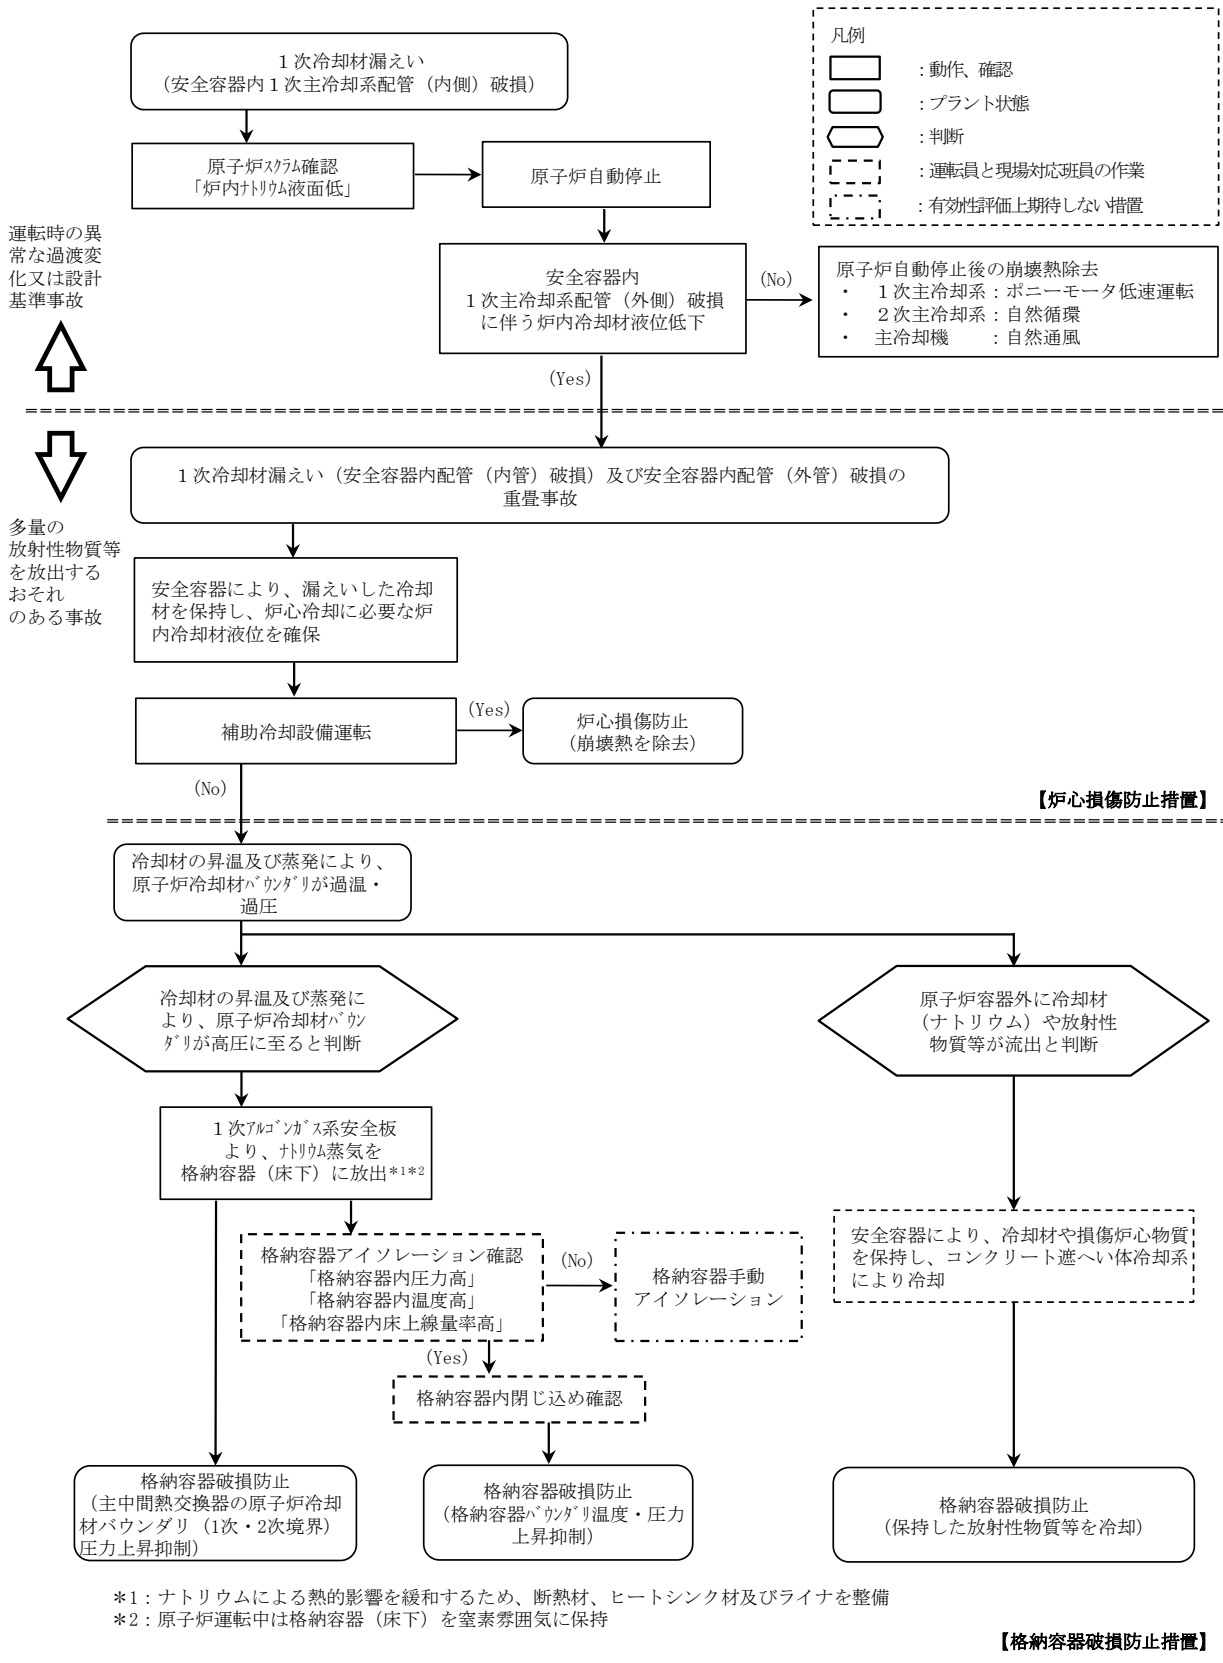 凡例
：動作、確認
：プラント状態
：判断
：運転員と現場対応班員の作業
：有効性評価上期待しない措置
１次冷却材漏えい
（安全容器内１次主冷却系配管（内側）破損）
原子炉ｽｸﾗﾑ確認
「炉内ﾅﾄﾘｳﾑ液面低」
原子炉自動停止
運転時の異
常な過渡変
化又は設計
基準事故
安全容器内
１次主冷却系配管（外側）破損
に伴う炉内冷却材液位低下
(No)
原子炉自動停止後の崩壊熱除去
・　１次主冷却系：ポニーモータ低速運転
・　２次主冷却系：自然循環
・　主冷却機　　：自然通風
(Yes)
１次冷却材漏えい（安全容器内配管（内管）破損）及び安全容器内配管（外管）破損の
重畳事故
多量の
放射性物質等
を放出する
おそれ
のある事故
安全容器により、漏えいした冷却
材を保持し、炉心冷却に必要な炉
内冷却材液位を確保
補助冷却設備運転
(Yes)
炉心損傷防止
（崩壊熱を除去）
(No)
【炉心損傷防止措置】
冷却材の昇温及び蒸発により、
原子炉冷却材ﾊﾞｳﾝﾀﾞﾘが過温・
過圧
冷却材の昇温及び蒸発に
より、原子炉冷却材ﾊﾞｳﾝ
ﾀﾞﾘが高圧に至ると判断
原子炉容器外に冷却材
（ナトリウム）や放射性
物質等が流出と判断
１次ｱﾙｺﾞﾝｶﾞｽ系安全板
より、ﾅﾄﾘｳﾑ蒸気を
格納容器（床下）に放出*1*2
格納容器アイソレーション確認
「格納容器内圧力高」
「格納容器内温度高」
「格納容器内床上線量率高」
(No)
格納容器手動
アイソレーション
安全容器により、冷却材や損傷炉心物質
を保持し、コンクリート遮へい体冷却系
により冷却
(Yes)
格納容器内閉じ込め確認
格納容器破損防止
（主中間熱交換器の原子炉冷却
材バウンダリ（1次・2次境界）
圧力上昇抑制）
格納容器破損防止
（格納容器ﾊﾞｳﾝﾀﾞﾘ温度・圧力
上昇抑制）
格納容器破損防止
（保持した放射性物質等を冷却）
＊1：ナトリウムによる熱的影響を緩和するため、断熱材、ヒートシンク材及びライナを整備
＊2：原子炉運転中は格納容器（床下）を窒素雰囲気に保持
【格納容器破損防止措置】